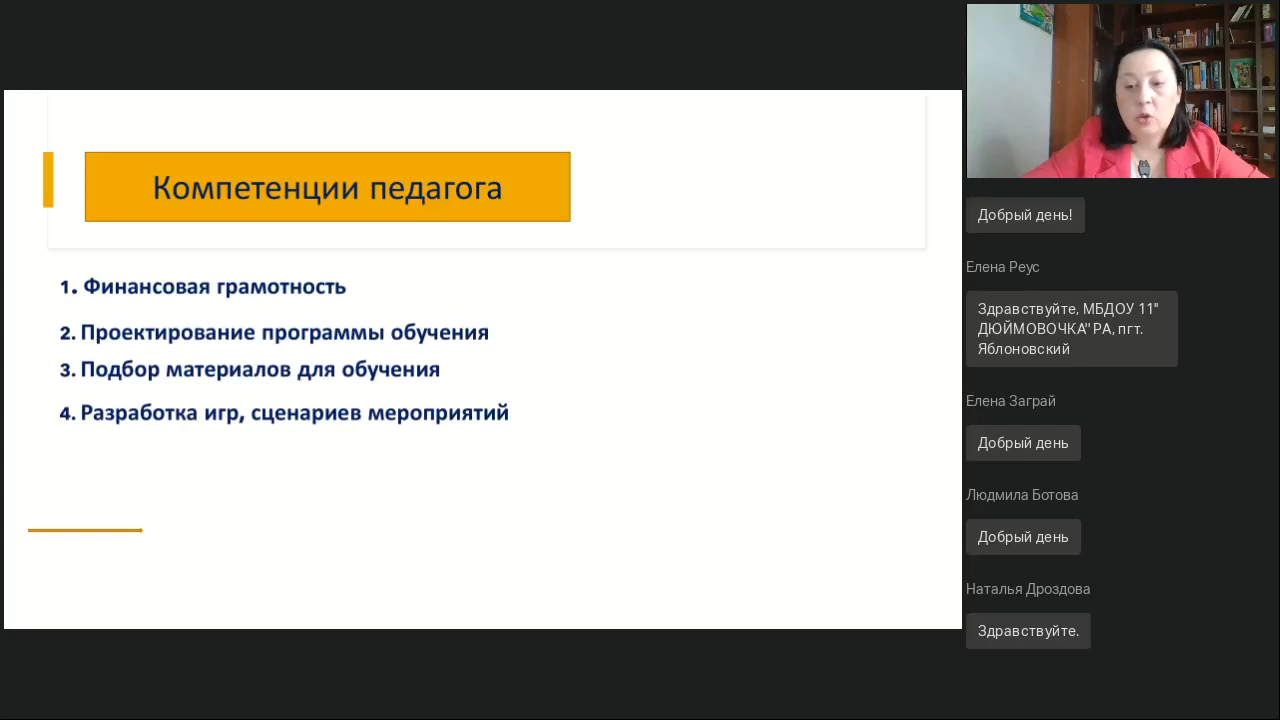 Компетенции педагога
1. Финансовая грамотность
2. Проектирование программы обучения
3. Подбор материалов для обучения
4. Разработка игр, сценариев мероприятий
Добрый день!
Елена Реус
Здравствуйте, МБДОУ 11"
ДЮЙМОВОЧКА" РА, пгт.
Яблоновский
Елена Заграй
Добрый день
Людмила Ботова
Добрый день
Наталья Дроздова
Здравствуйте.